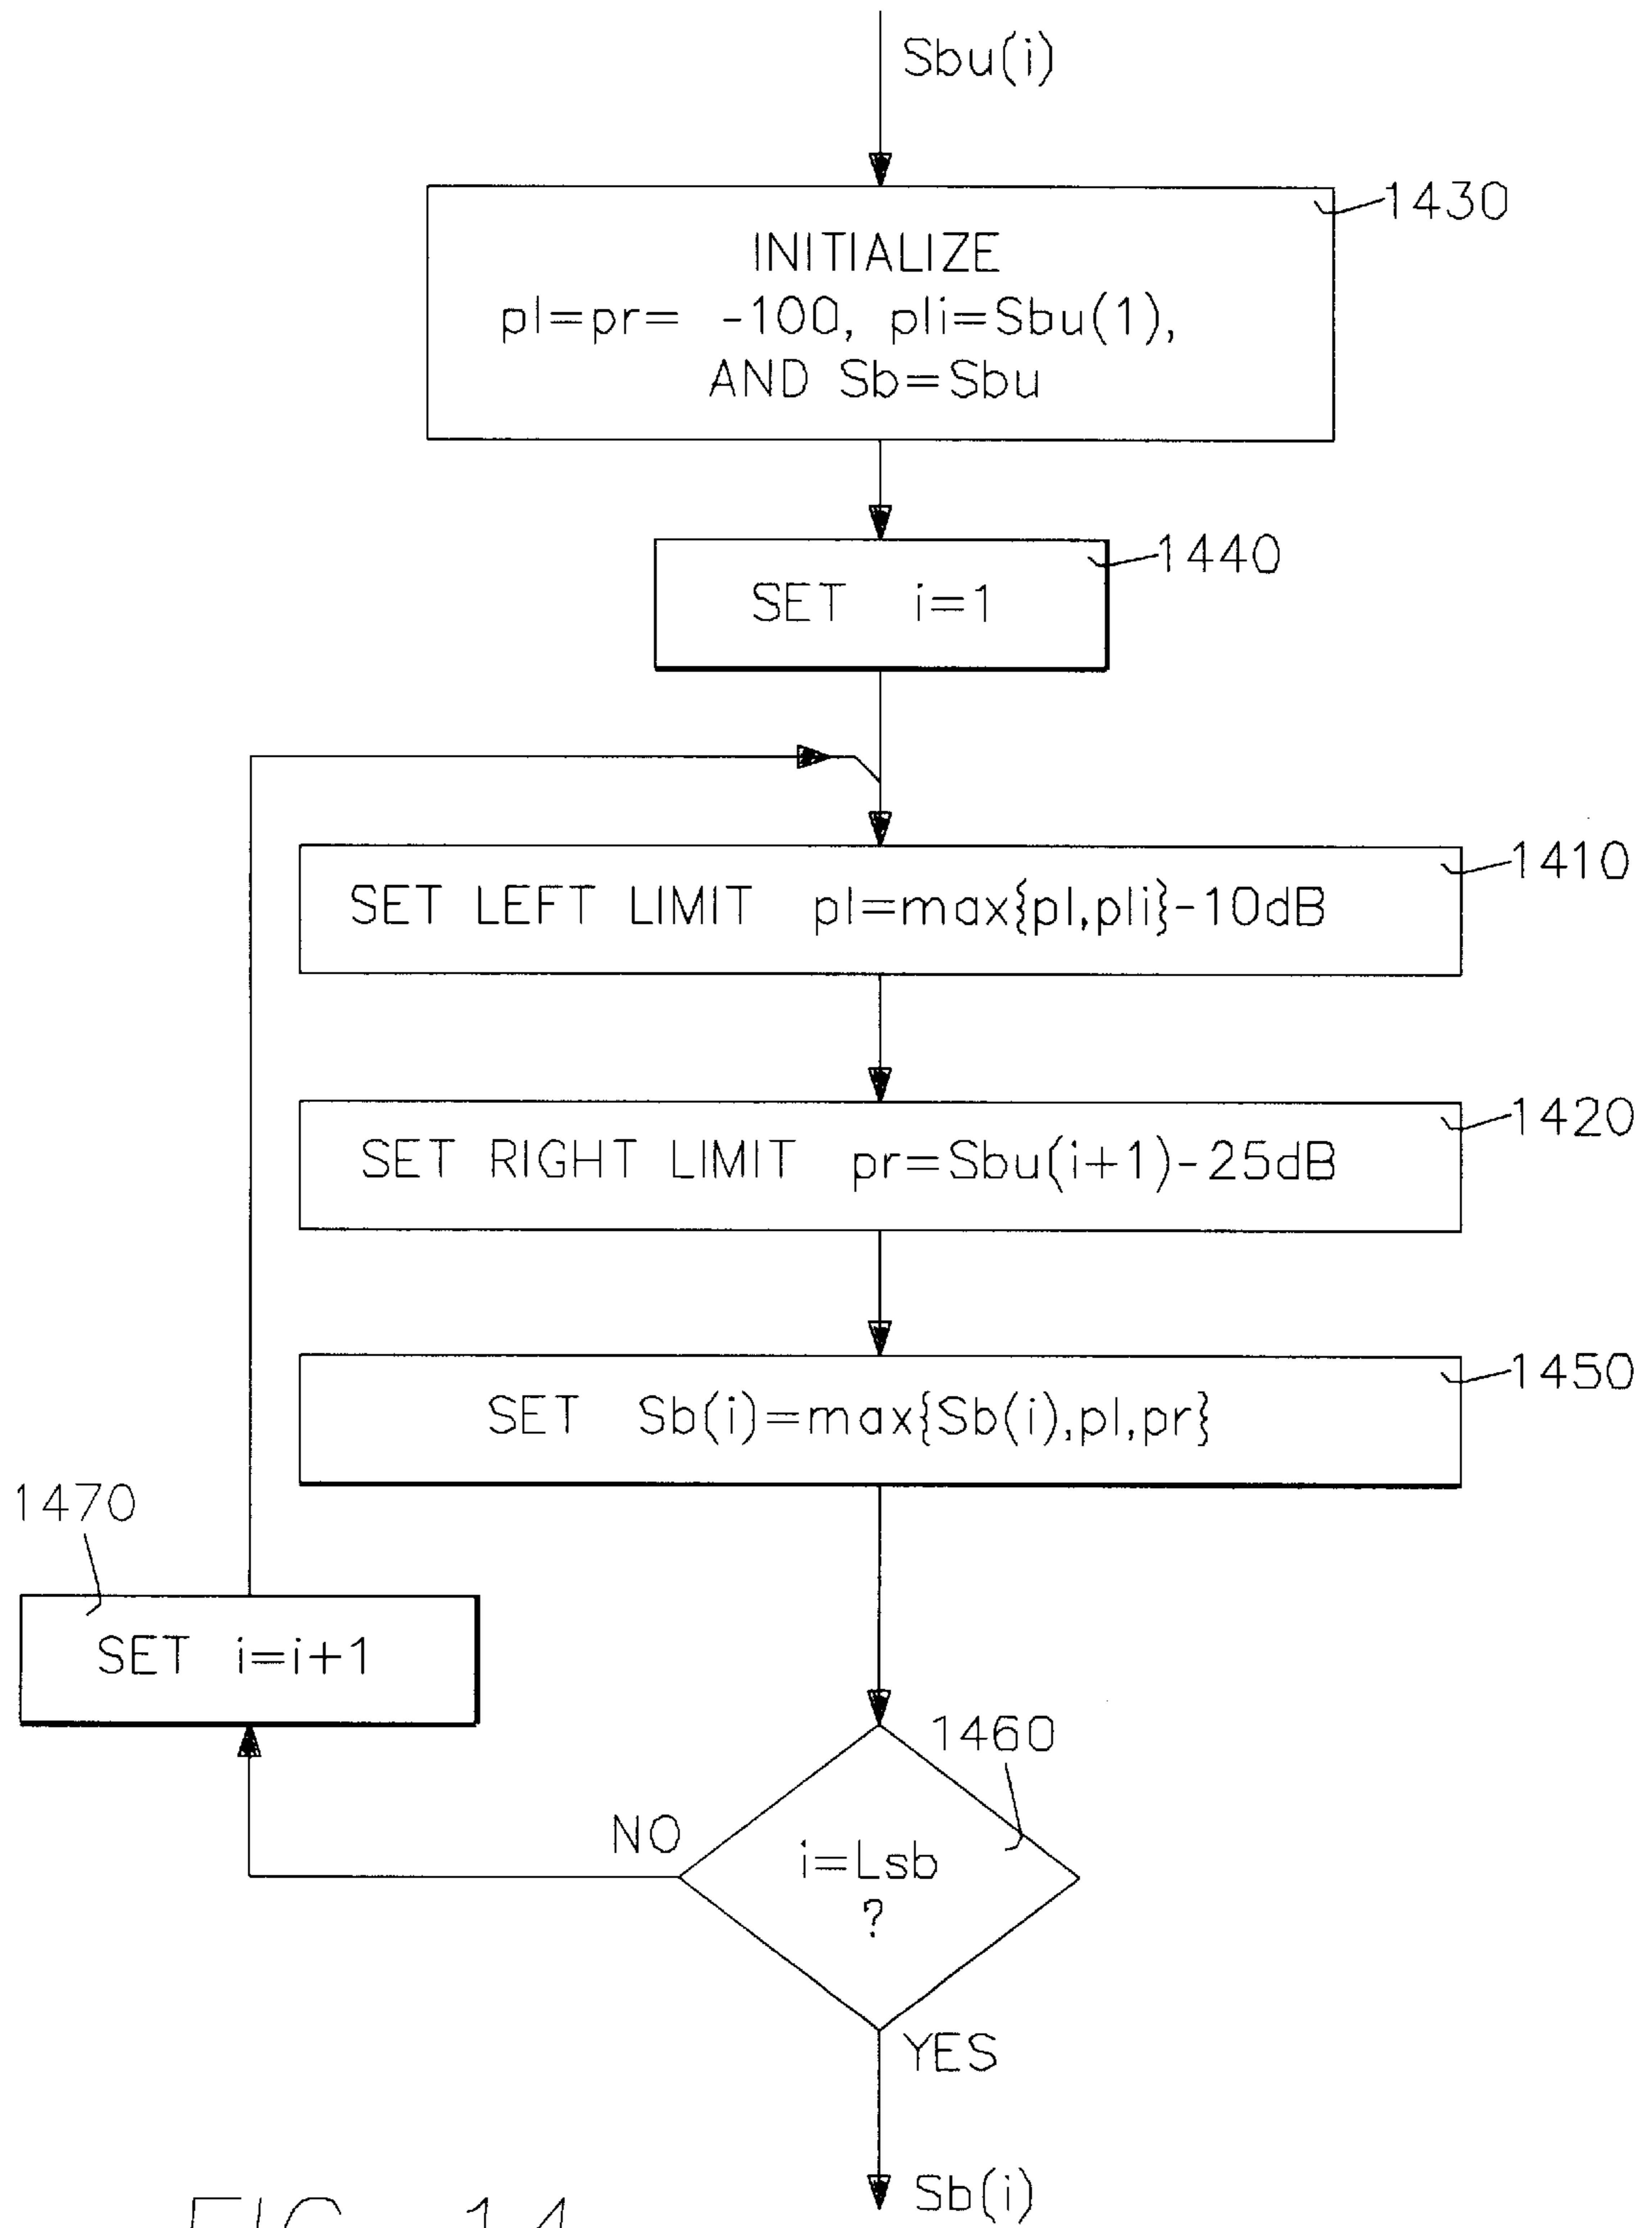 Sbu(i)
1430
INITIALIZE
pl=pr= -100, pli=Sbu(1),
AND Sb=Sbu
1440
SET i=1
1410
SET LEFT LIMIT pl=max{pl,pli}-10dB
1420
SET RIGHT LIMIT pr=Sbu(i+1)-25dB
1450
SET Sb(i)=max{Sb(i),pl,pr}
1470
SET i=i+1
1460
NO
i=Lsb
?
YES
Sb(i)
FIG. 14